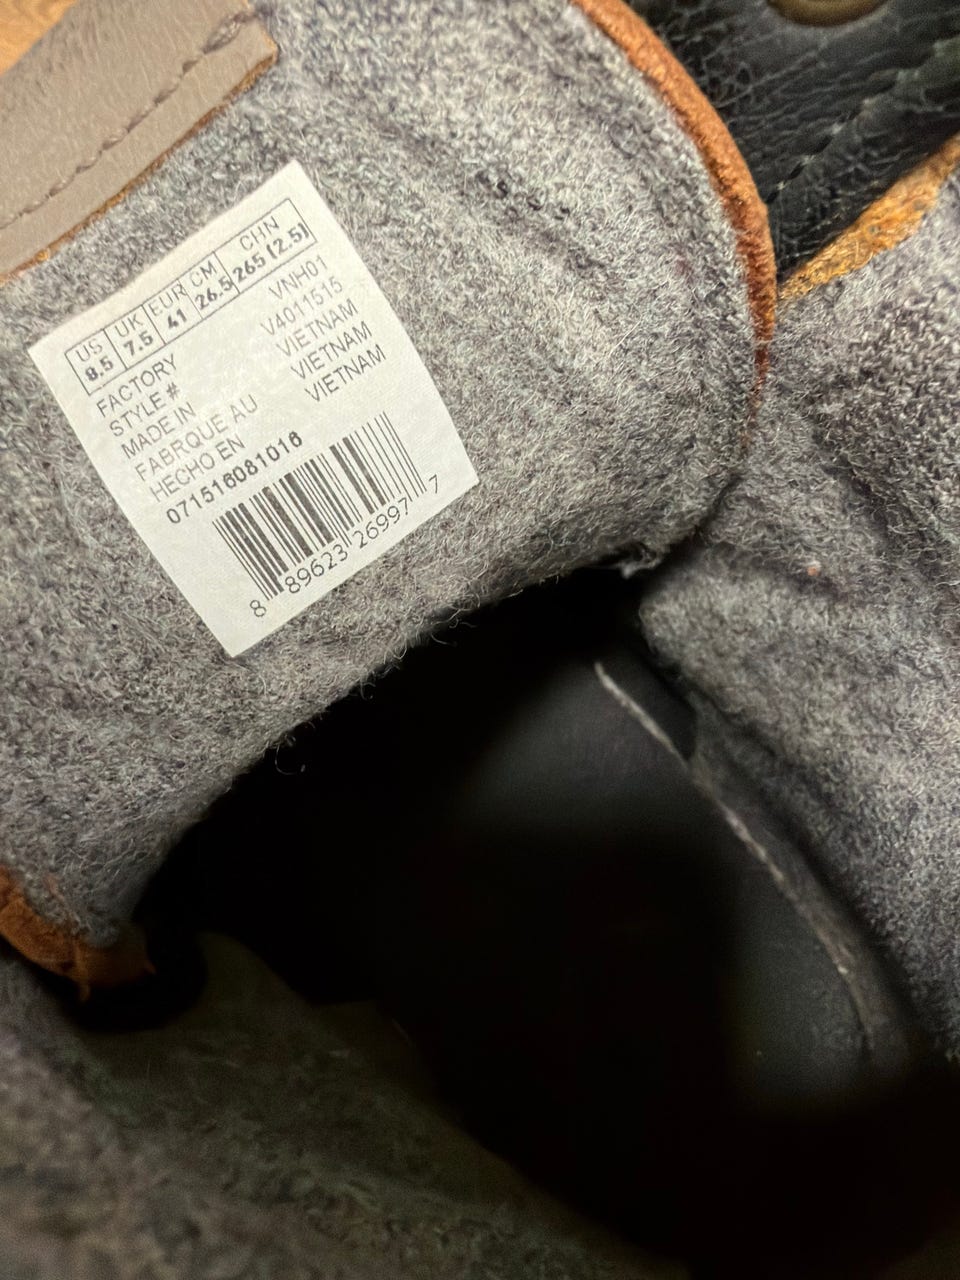 US UK EUR CM CHN
8.5 7.5 41 26.5 265 (2.5)
FACTORY VNH01
STYLE # V4011515
MADE IN VIETNAM
FABRIQUE AU VIETNAM
HECHO EN VIETNAM
071516081016
8 89623 26997 7